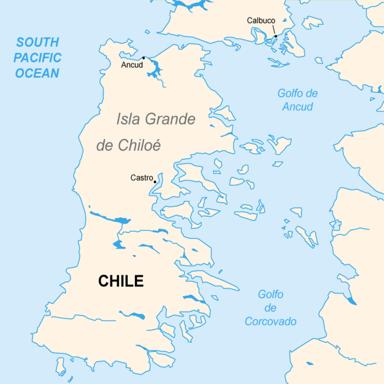 Calbuco
SOUTH
PACIFIC
OCEAN
Ancud
Golfo de
Ancud
Isla Grande
de Chiloé
Castro
CHILE
Golfo
de
Corcovado